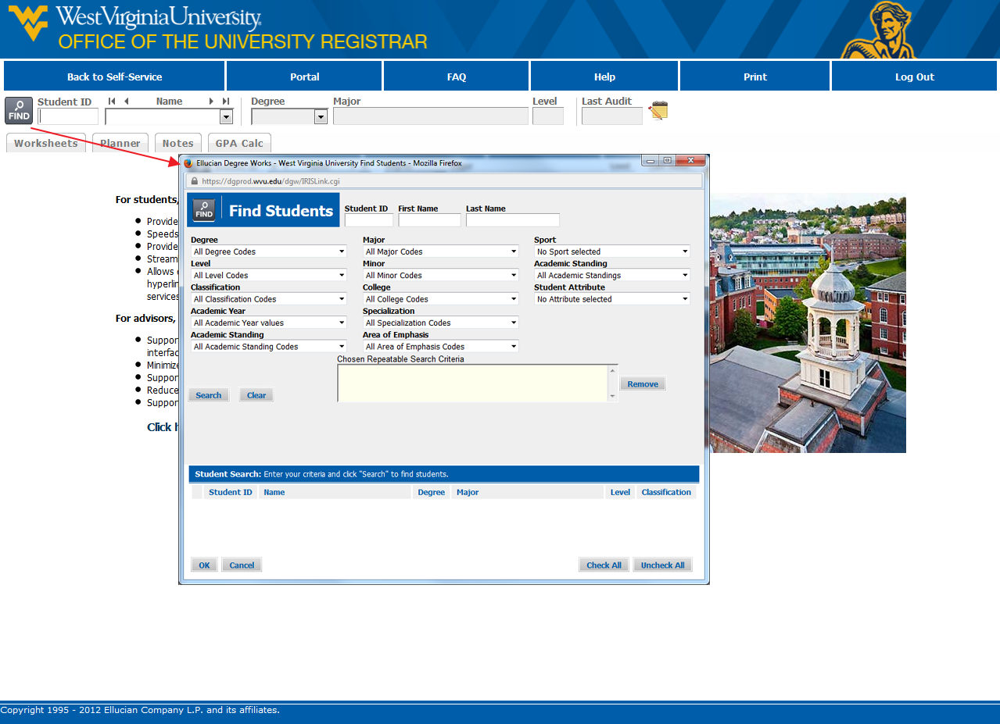 WestVirginiaUniversity.
OFFICE OF THE UNIVERSITY REGISTRAR
Back to Self-Service Portal FAQ Help Print Log Out
FIND Student ID Name Degree Major Level Last Audit
Worksheets Planner Notes GPA Calc
Ellucian Degree Works - West Virginia University Find Students - Mozilla Firefox
https://dgprod.wvu.edu/dgw/IRISLink.cgi
FIND Find Students Student ID First Name Last Name
For students,
Provide
Speeds
Provide
Stream
Allows
hyperlin
services
For advisors,
Suppor
interfac
Minimize
Suppor
Reduce
Suppor
Click h
Degree Major Sport
All Degree Codes All Major Codes No Sport selected
Level Minor Academic Standing
All Level Codes All Minor Codes All Academic Standings
Classification College Student Attribute
All Classification Codes All College Codes No Attribute selected
Academic Year Specialization
All Academic Year values All Specialization Codes
Academic Standing Area of Emphasis
All Academic Standing Codes All Area of Emphasis Codes
Chosen Repeatable Search Criteria
Search Clear Remove
Student Search: Enter your criteria and click "Search" to find students.
Student ID Name Degree Major Level Classification
OK Cancel Check All Uncheck All
Copyright 1995 - 2012 Ellucian Company L.P. and its affiliates.